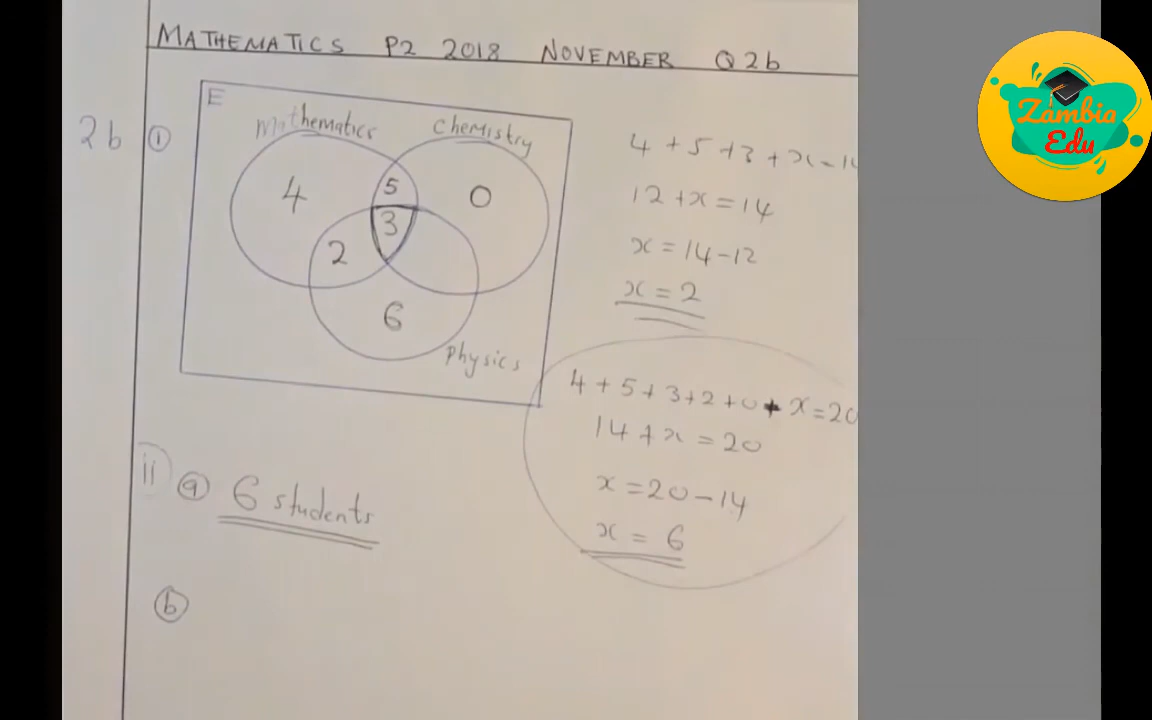 MATHEMATICS P2 2018 NOVEMBER Q2b
2b i
E
Mathematics
Chemistry
4
5
0
3
2
6
Physics
4 + 5 + 3 + x = 14
12 + x = 14
x = 14 - 12
x = 2
4 + 5 + 3 + 2 + 0 + x = 20
14 + x = 20
x = 20 - 14
x = 6
ii a 6 students
b
Zambia
Edu